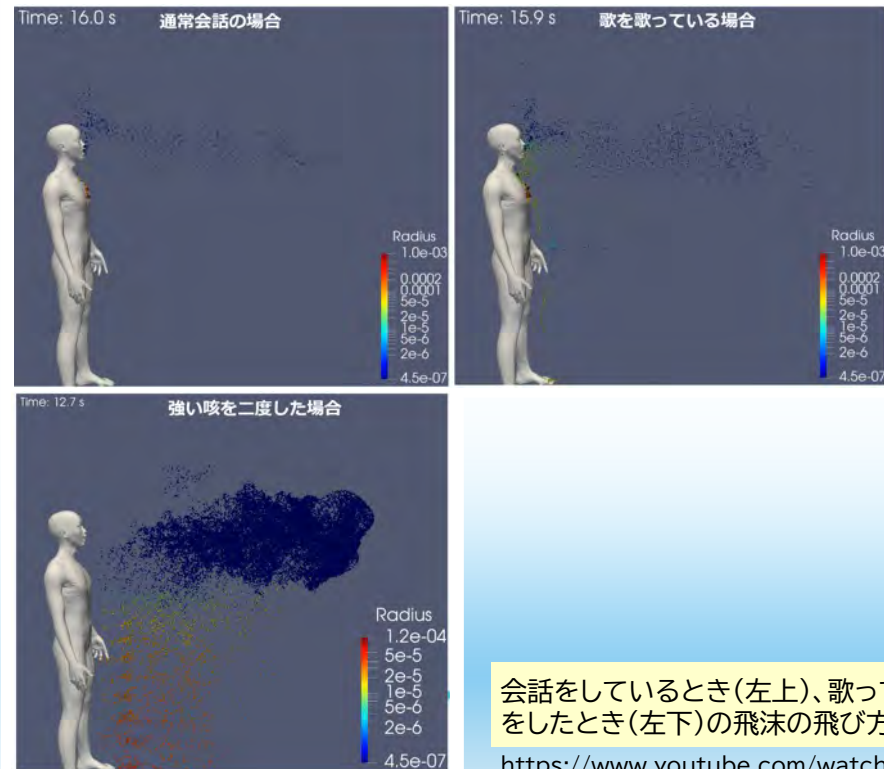 Time: 16.0 s
通常会話の場合
Radius
1.0e-03
0.0002
0.0001
5e-5
2e-5
1e-5
5e-6
2e-6
4.5e-07
Time: 15.9 s
歌を歌っている場合
Radius
1.0e-03
0.0002
0.0001
5e-5
2e-5
1e-5
5e-6
2e-6
4.5e-07
Time: 12.7 s
強い咳を二度した場合
Radius
1.2e-04
5e-5
2e-5
1e-5
5e-6
2e-6
4.5e-07
会話をしているとき(左上)、歌って
をしたとき(左下)の飛沫の飛び方
https://www.youtube.com/watch